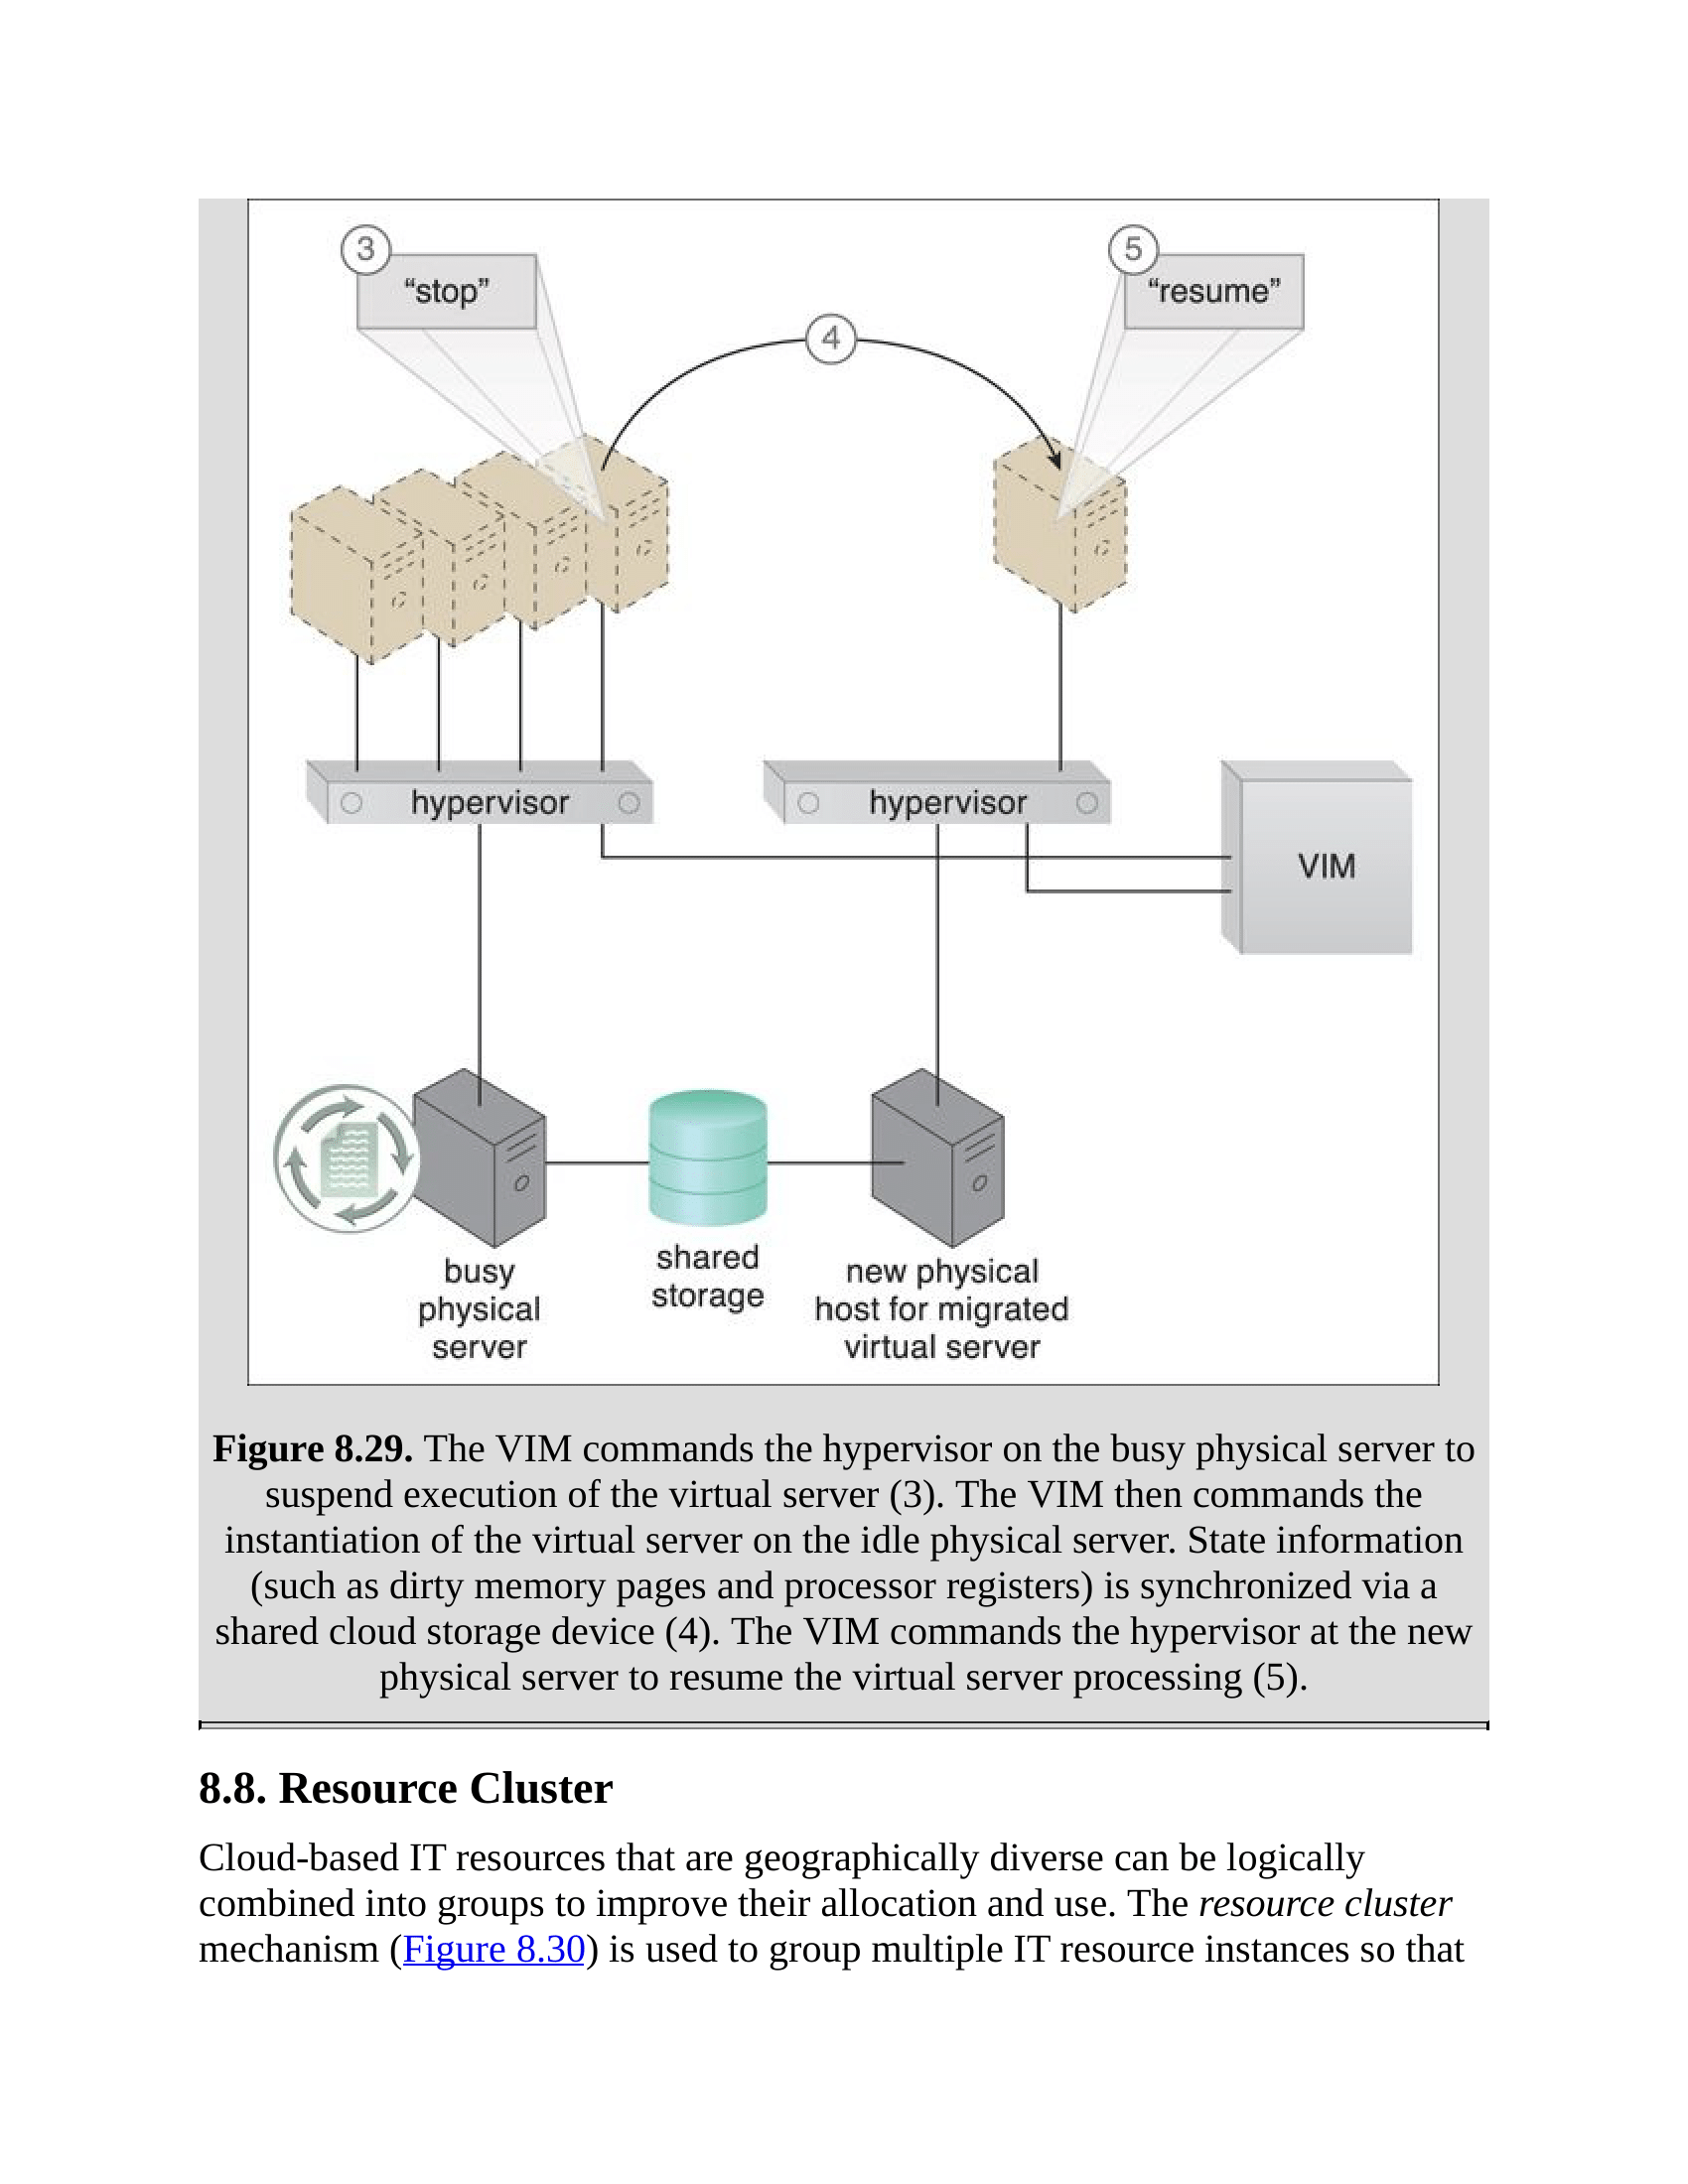 3
“stop”
5
“resume”
4
hypervisor
hypervisor
VIM
busy
physical
server
shared
storage
new physical
host for migrated
virtual server
Figure 8.29. The VIM commands the hypervisor on the busy physical server to
suspend execution of the virtual server (3). The VIM then commands the
instantiation of the virtual server on the idle physical server. State information
(such as dirty memory pages and processor registers) is synchronized via a
shared cloud storage device (4). The VIM commands the hypervisor at the new
physical server to resume the virtual server processing (5).
8.8. Resource Cluster
Cloud-based IT resources that are geographically diverse can be logically
combined into groups to improve their allocation and use. The resource cluster
mechanism (Figure 8.30) is used to group multiple IT resource instances so that